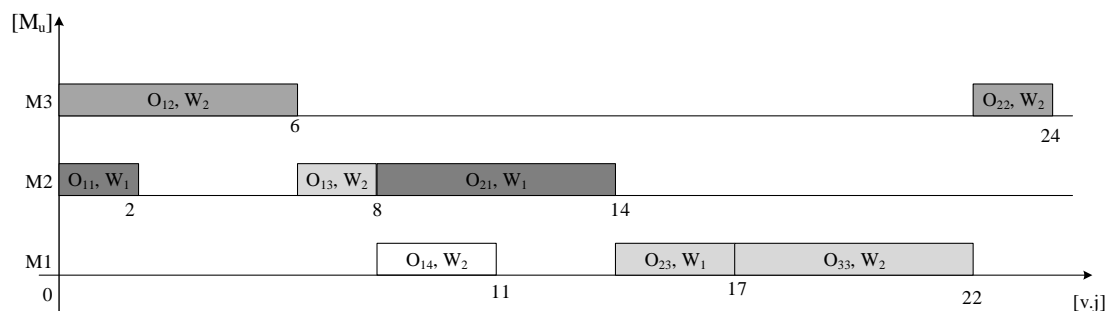 [Mᵤ]
M3 O₁₂, W₂ O₂₂, W₂
6 24
M2 O₁₁, W₁ O₁₃, W₂ O₂₁, W₁
2 8 14
M1 O₁₄, W₂ O₂₃, W₁ O₃₃, W₂
0 11 17 22 [v.j]